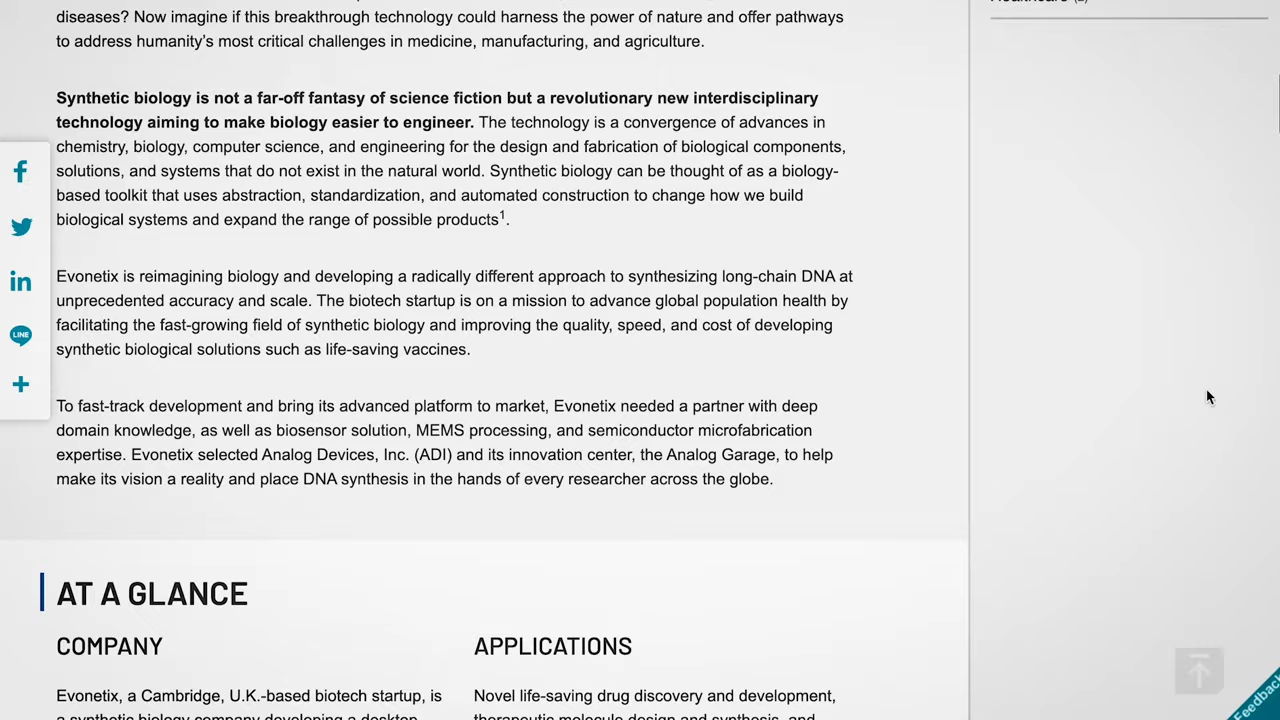 diseases? Now imagine if this breakthrough technology could harness the power of nature and offer pathways
to address humanity's most critical challenges in medicine, manufacturing, and agriculture.
Synthetic biology is not a far-off fantasy of science fiction but a revolutionary new interdisciplinary
technology aiming to make biology easier to engineer. The technology is a convergence of advances in
chemistry, biology, computer science, and engineering for the design and fabrication of biological components,
solutions, and systems that do not exist in the natural world. Synthetic biology can be thought of as a biology-
based toolkit that uses abstraction, standardization, and automated construction to change how we build
biological systems and expand the range of possible products¹.
Evonetix is reimagining biology and developing a radically different approach to synthesizing long-chain DNA at
unprecedented accuracy and scale. The biotech startup is on a mission to advance global population health by
facilitating the fast-growing field of synthetic biology and improving the quality, speed, and cost of developing
synthetic biological solutions such as life-saving vaccines.
To fast-track development and bring its advanced platform to market, Evonetix needed a partner with deep
domain knowledge, as well as biosensor solution, MEMS processing, and semiconductor microfabrication
expertise. Evonetix selected Analog Devices, Inc. (ADI) and its innovation center, the Analog Garage, to help
make its vision a reality and place DNA synthesis in the hands of every researcher across the globe.
AT A GLANCE
COMPANY
Evonetix, a Cambridge, U.K.-based biotech startup, is
a synthetic biology company developing a desktop
APPLICATIONS
Novel life-saving drug discovery and development,
therapeutic molecule design and synthesis, and
LINE
Feedback